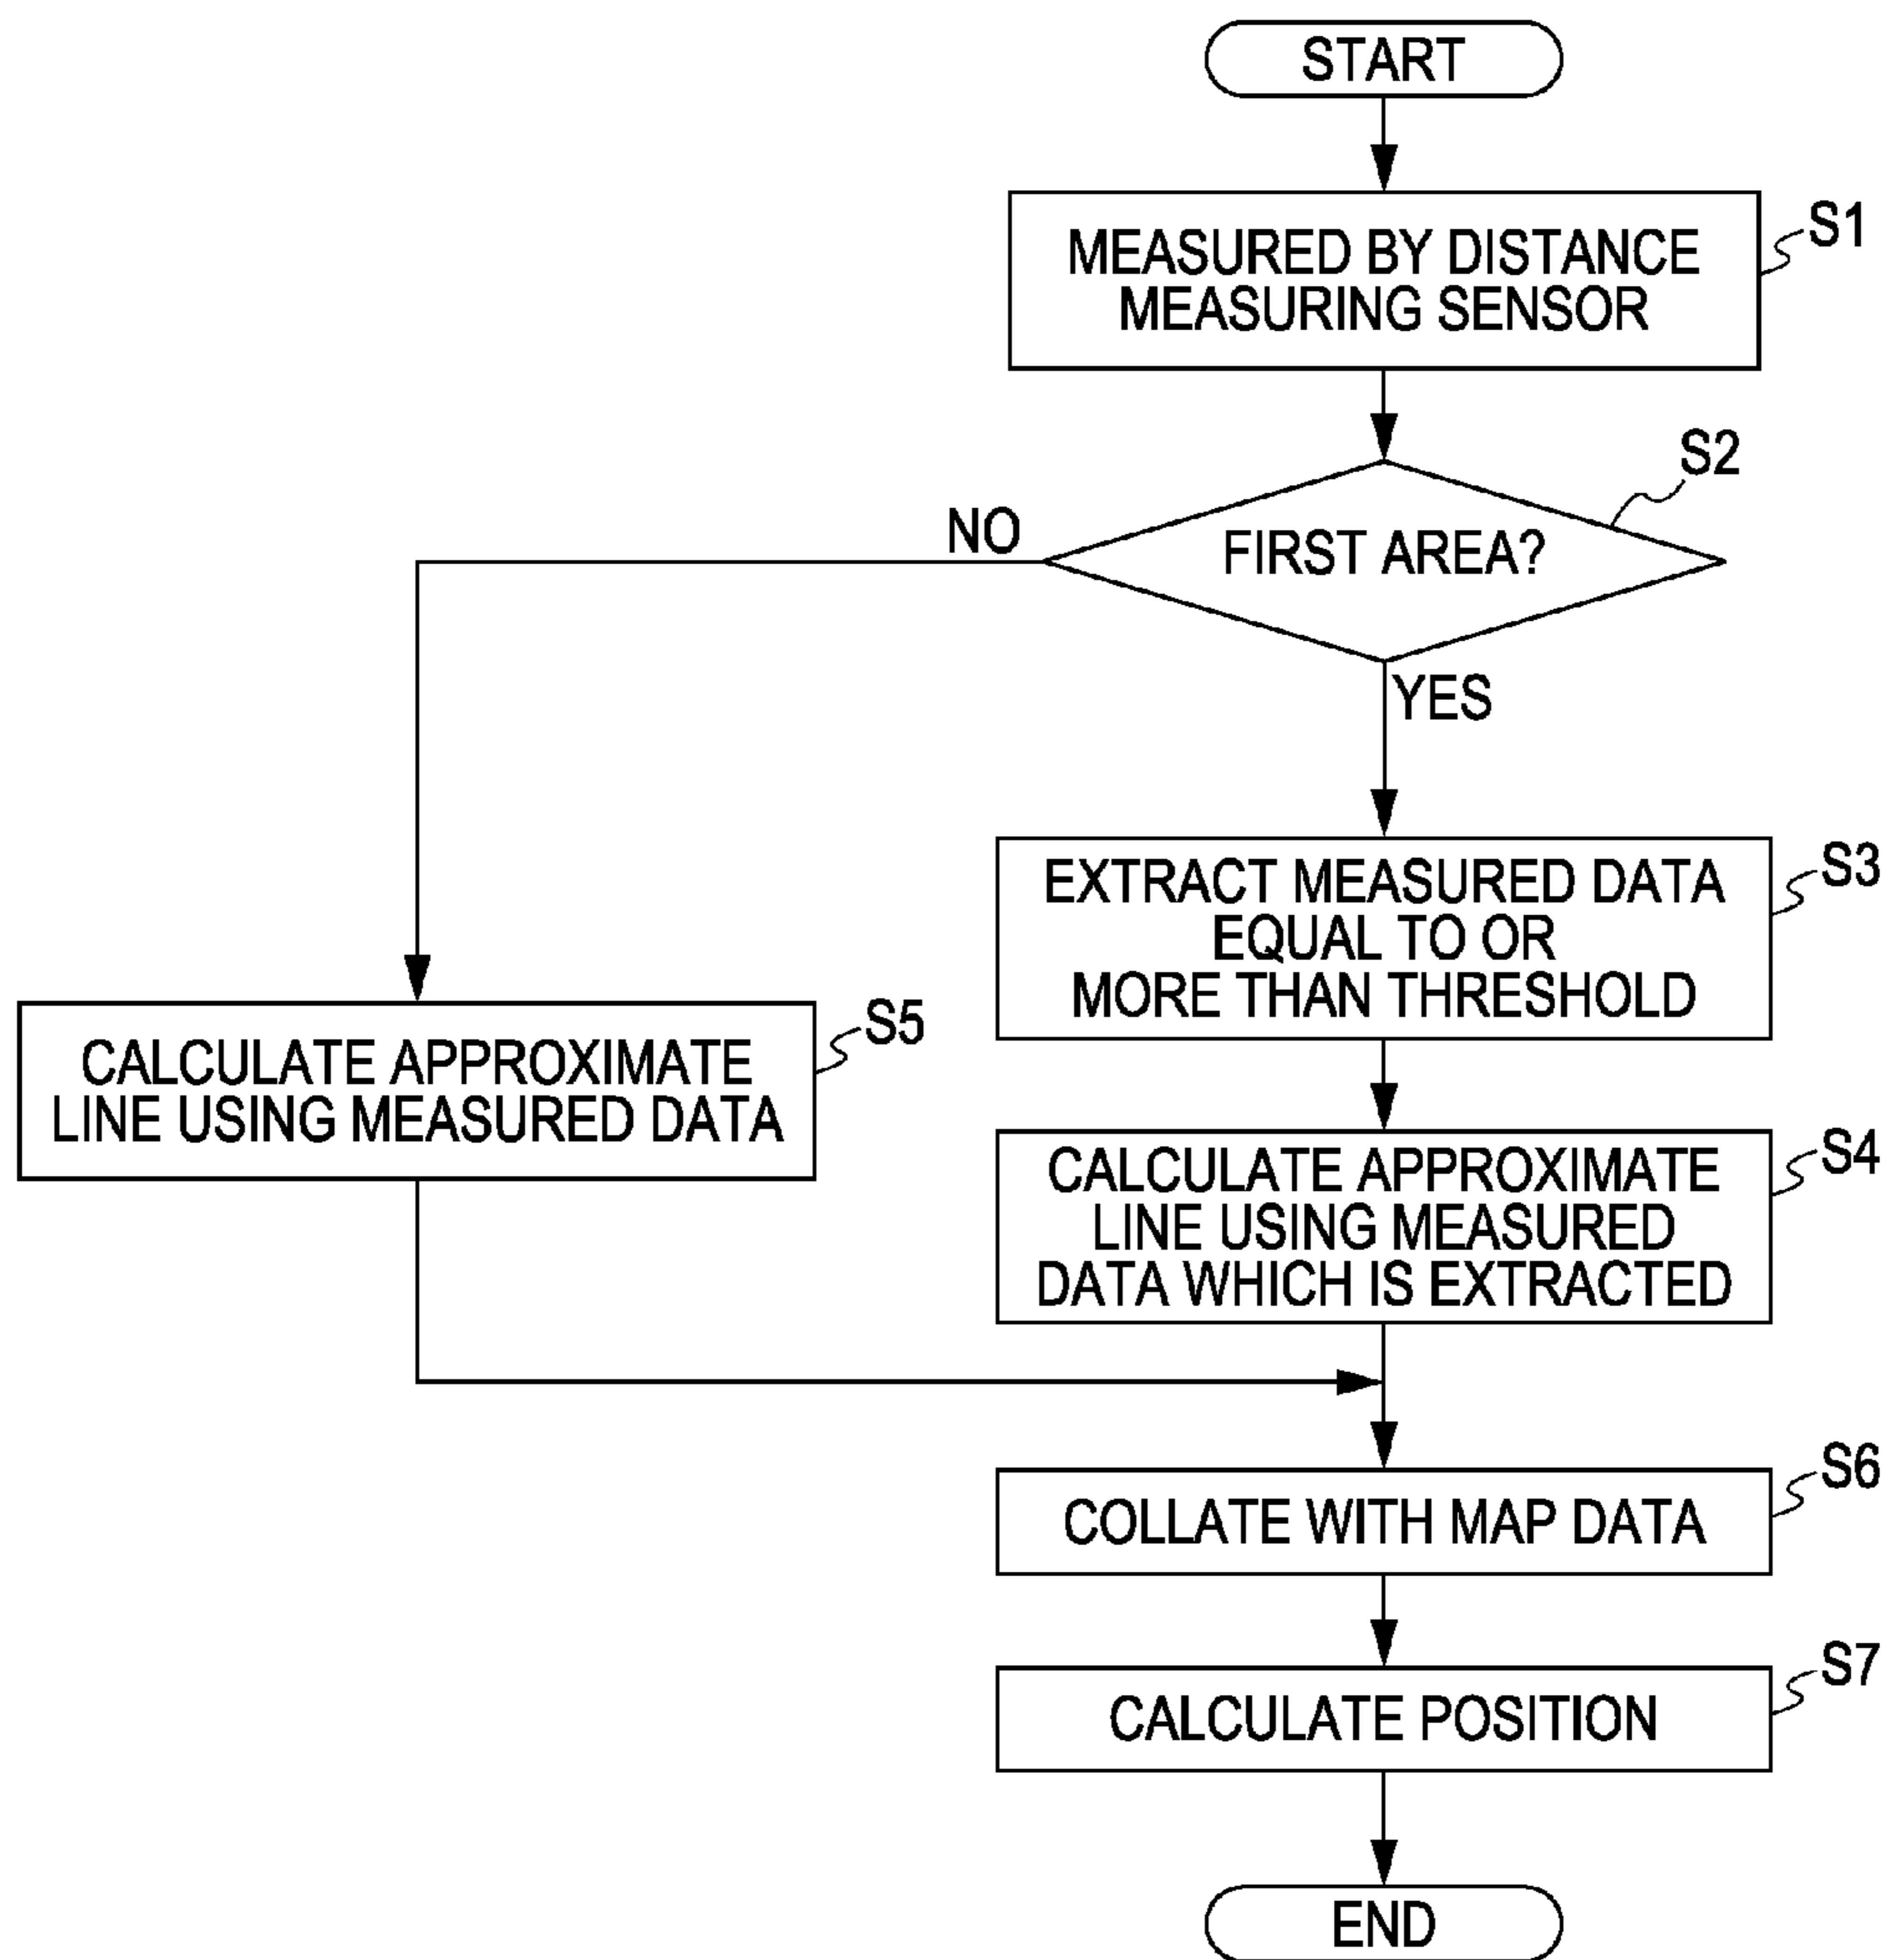 START
MEASURED BY DISTANCE
MEASURING SENSOR
S1
S2
FIRST AREA?
NO
YES
EXTRACT MEASURED DATA
EQUAL TO OR
MORE THAN THRESHOLD
S3
CALCULATE APPROXIMATE
LINE USING MEASURED DATA
S5
CALCULATE APPROXIMATE
LINE USING MEASURED
DATA WHICH IS EXTRACTED
S4
COLLATE WITH MAP DATA
S6
CALCULATE POSITION
S7
END